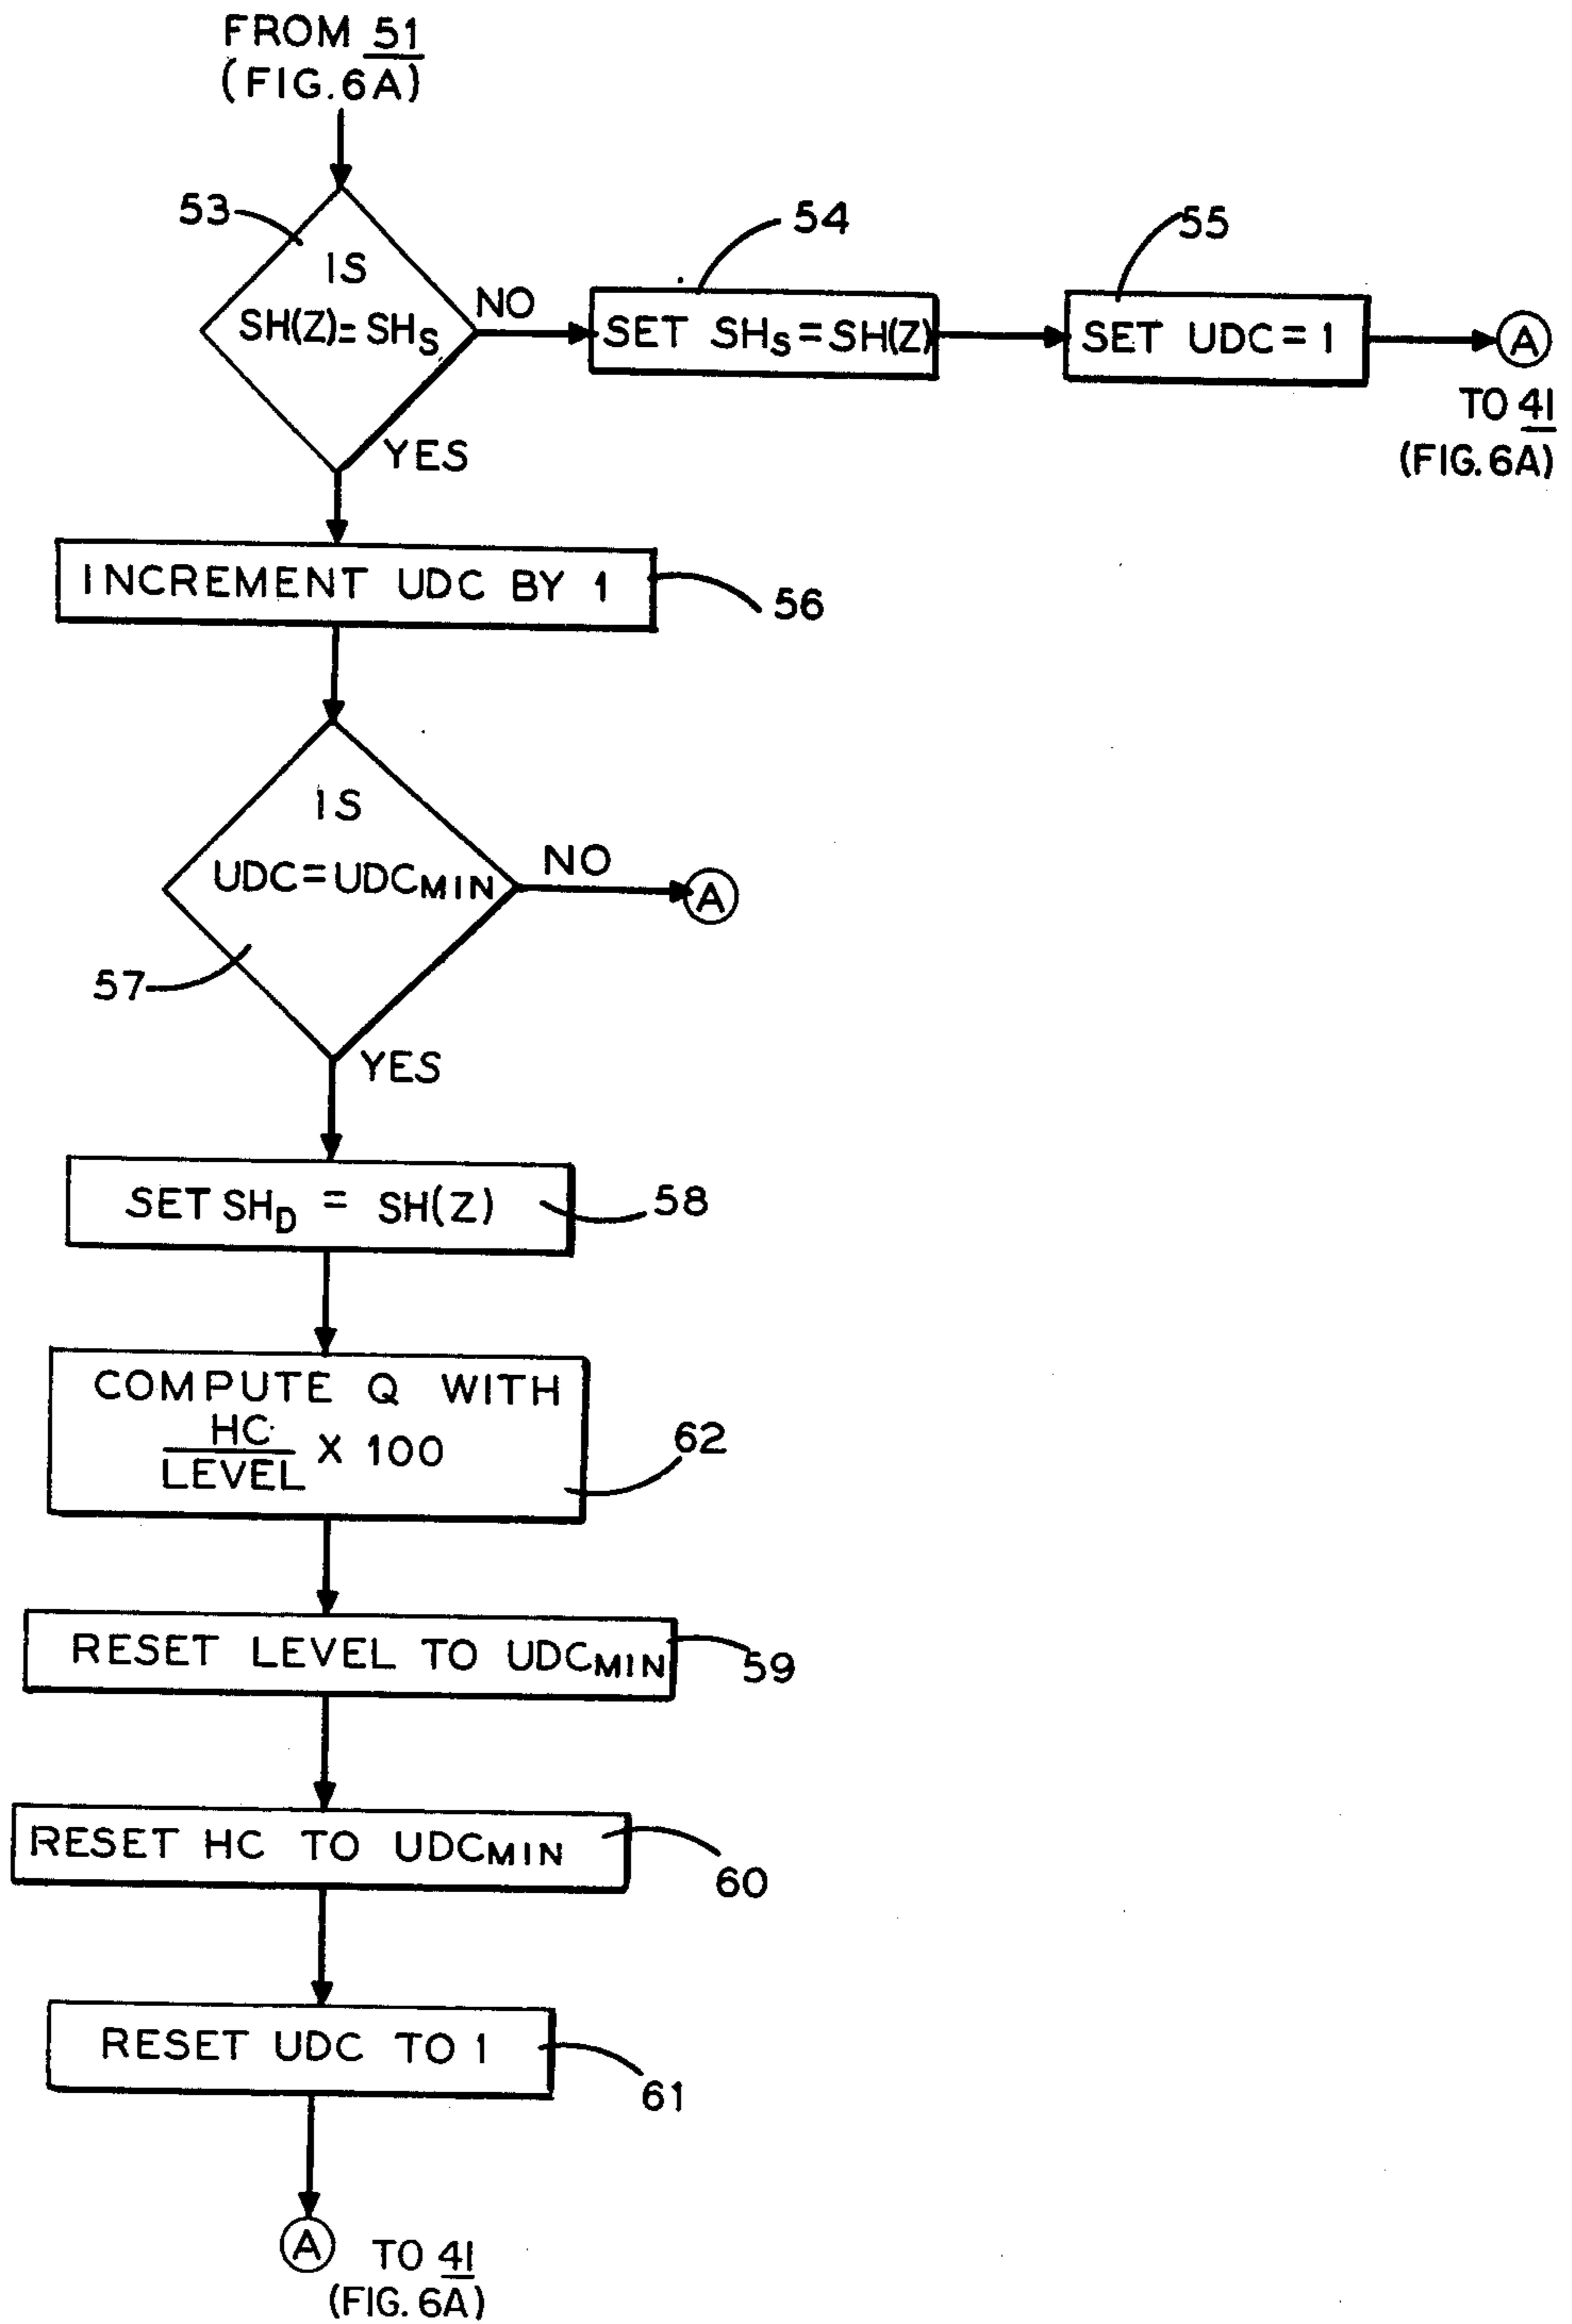 FROM 51
(FIG. 6A)
53
IS
SH(Z)=SHS
NO
YES
54
SET SHS=SH(Z)
55
SET UDC=1
A
TO 41
(FIG. 6A)
INCREMENT UDC BY 1
56
IS
UDC=UDCMIN
NO
A
57
YES
SET SHD = SH(Z)
58
COMPUTE Q WITH
HC
LEVEL X 100
62
RESET LEVEL TO UDCMIN
59
RESET HC TO UDCMIN
60
RESET UDC TO 1
61
A
TO 41
(FIG. 6A)